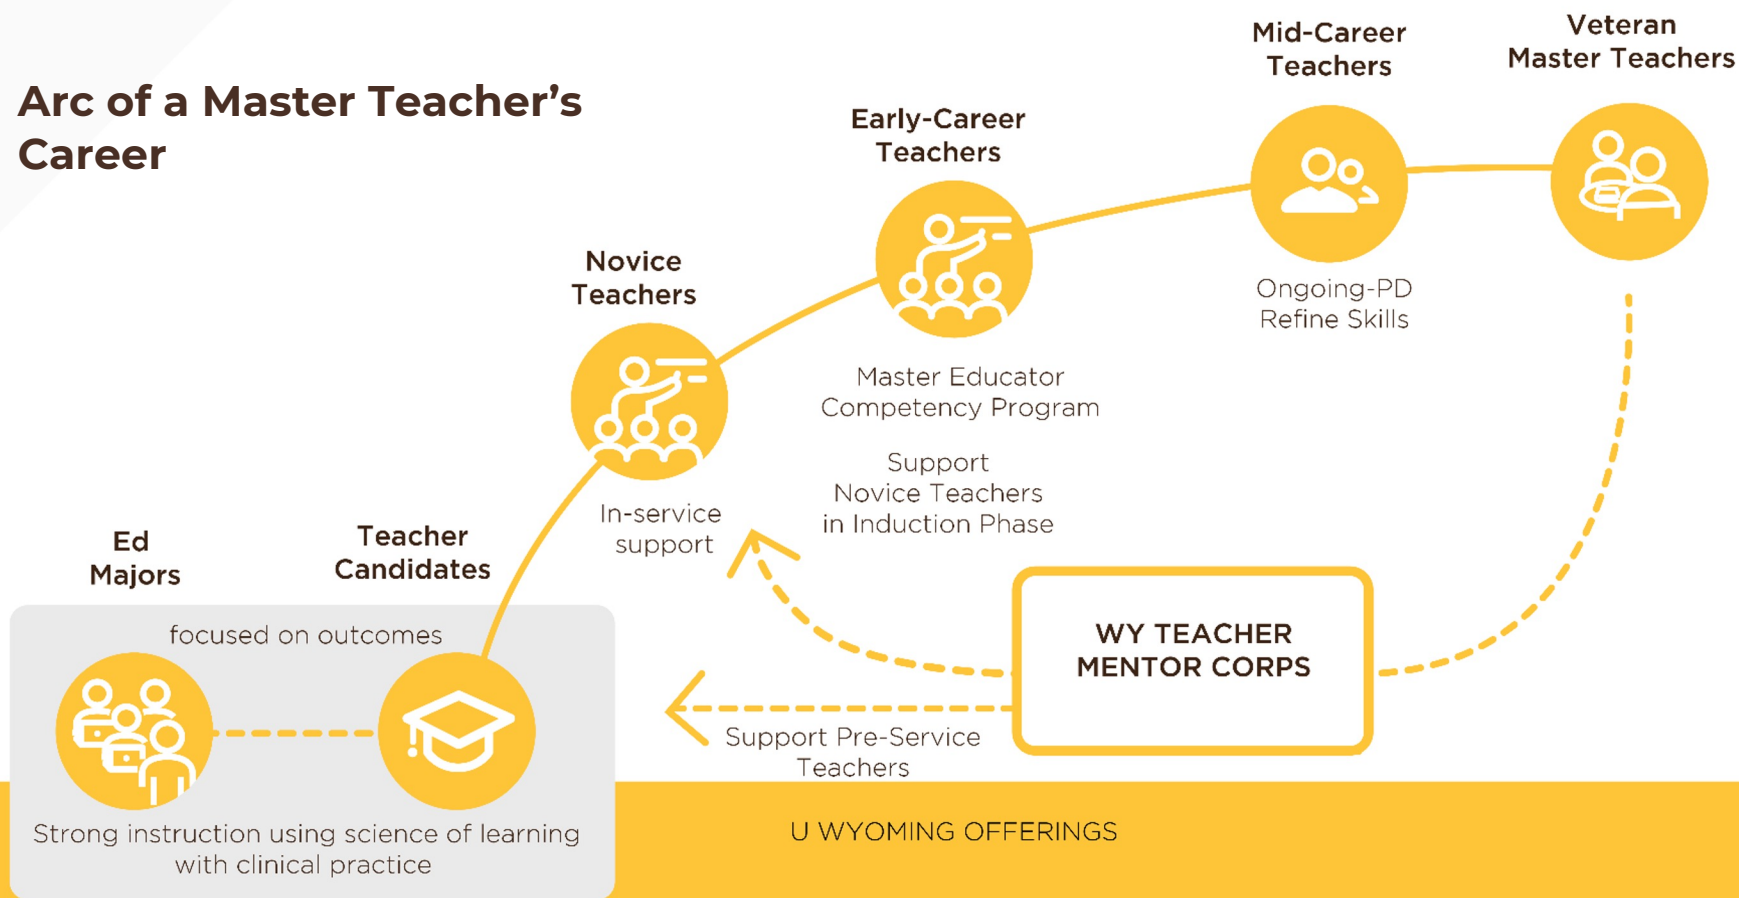 Arc of a Master Teacher's
Career
Ed
Majors
Teacher
Candidates
focused on outcomes
Strong instruction using science of learning
with clinical practice
Novice
Teachers
In-service
support
Early-Career
Teachers
Master Educator
Competency Program
Support
Novice Teachers
in Induction Phase
Mid-Career
Teachers
Ongoing-PD
Refine Skills
Veteran
Master Teachers
WY TEACHER
MENTOR CORPS
Support Pre-Service
Teachers
U WYOMING OFFERINGS